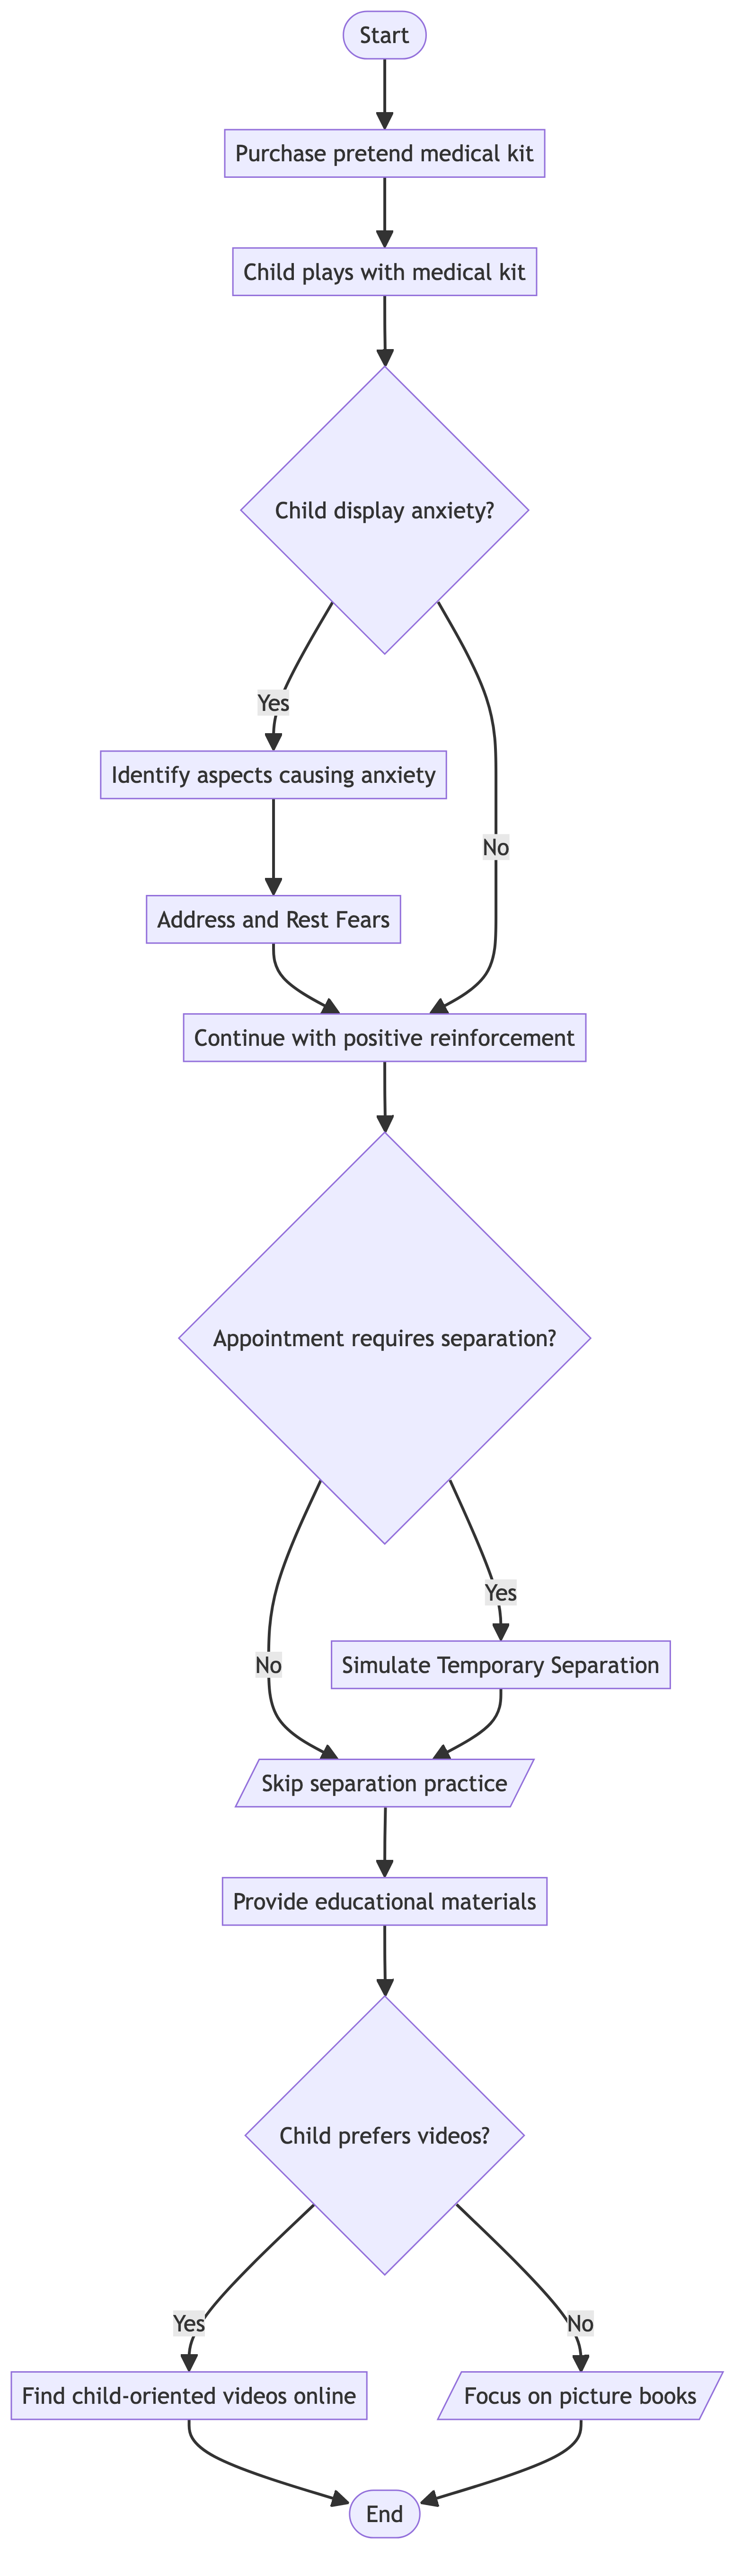 Start
Purchase pretend medical kit
Child plays with medical kit
Child display anxiety?
Yes
Identify aspects causing anxiety
No
Address and Rest Fears
Continue with positive reinforcement
Appointment requires separation?
Yes
No
Simulate Temporary Separation
Skip separation practice
Provide educational materials
Child prefers videos?
Yes
No
Find child-oriented videos online
Focus on picture books
End